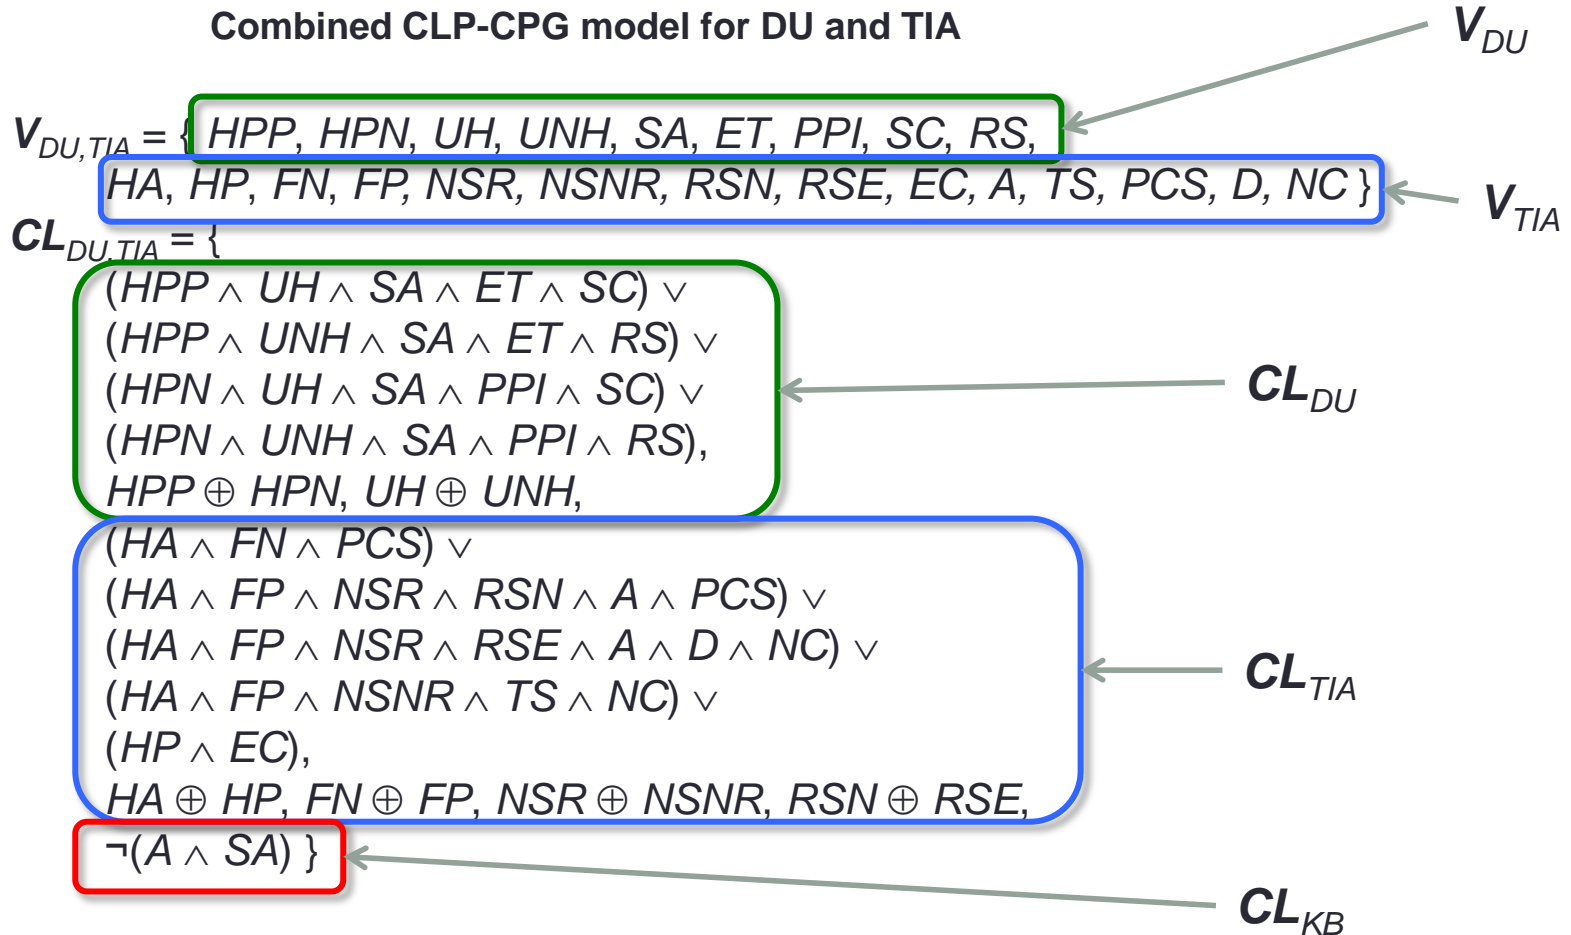 Combined CLP-CPG model for DU and TIA
V_DU
V_DU,TIA = { HPP, HPN, UH, UNH, SA, ET, PPI, SC, RS,
HA, HP, FN, FP, NSR, NSNR, RSN, RSE, EC, A, TS, PCS, D, NC }
V_TIA
CL_DU,TIA = {
(HPP ∧ UH ∧ SA ∧ ET ∧ SC) ∨
(HPP ∧ UNH ∧ SA ∧ ET ∧ RS) ∨
(HPN ∧ UH ∧ SA ∧ PPI ∧ SC) ∨
CL_DU
(HPN ∧ UNH ∧ SA ∧ PPI ∧ RS),
HPP ⊕ HPN, UH ⊕ UNH,
(HA ∧ FN ∧ PCS) ∨
(HA ∧ FP ∧ NSR ∧ RSN ∧ A ∧ PCS) ∨
(HA ∧ FP ∧ NSR ∧ RSE ∧ A ∧ D ∧ NC) ∨
CL_TIA
(HA ∧ FP ∧ NSNR ∧ TS ∧ NC) ∨
(HP ∧ EC),
HA ⊕ HP, FN ⊕ FP, NSR ⊕ NSNR, RSN ⊕ RSE,
¬(A ∧ SA) }
CL_KB